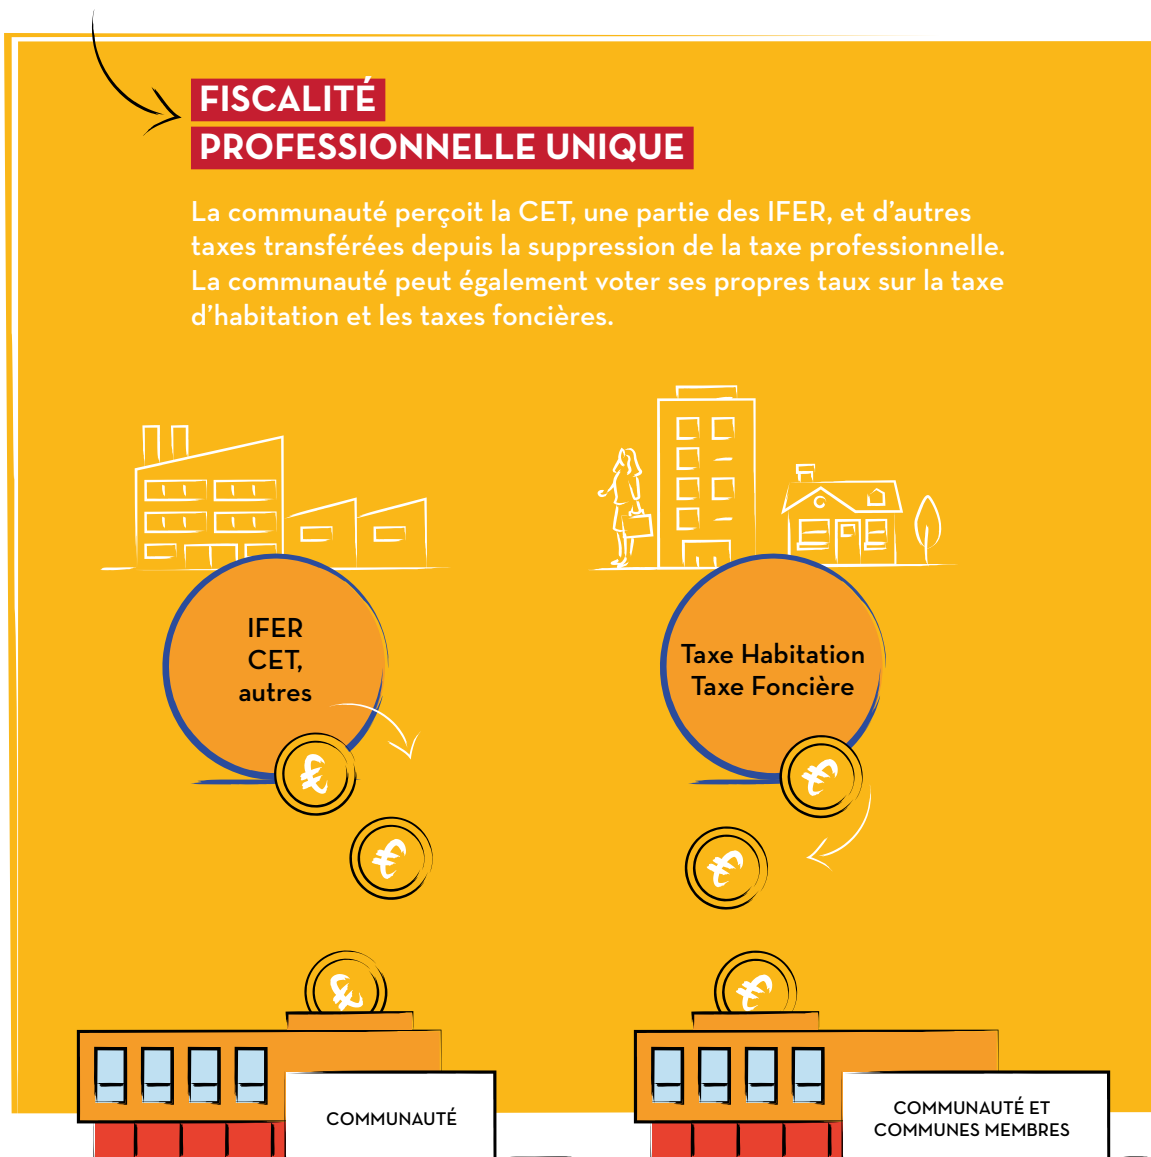 FISCALITÉ
PROFESSIONNELLE UNIQUE
La communauté perçoit la CET, une partie des IFER, et d'autres
taxes transférées depuis la suppression de la taxe professionnelle.
La communauté peut également voter ses propres taux sur la taxe
d'habitation et les taxes foncières.
IFER
CET,
autres
Taxe Habitation
Taxe Foncière
€
€
€
€
€
€
COMMUNAUTÉ
COMMUNAUTÉ ET
COMMUNES MEMBRES